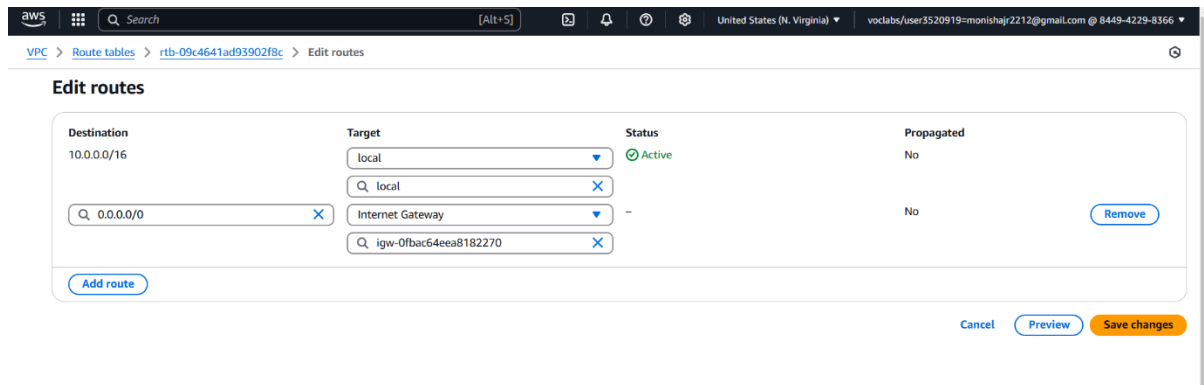 aws Search [Alt+S] United States (N. Virginia) voclabs/user3520919=monishajr2212@gmail.com @ 8449-4229-8366
VPC > Route tables > rtb-09c4641ad93902f8c > Edit routes
Edit routes
Destination Target Status Propagated
10.0.0.0/16 local Active No
local
0.0.0.0/0 Internet Gateway – No Remove
igw-0fbac64eea8182270
Add route
Cancel Preview Save changes